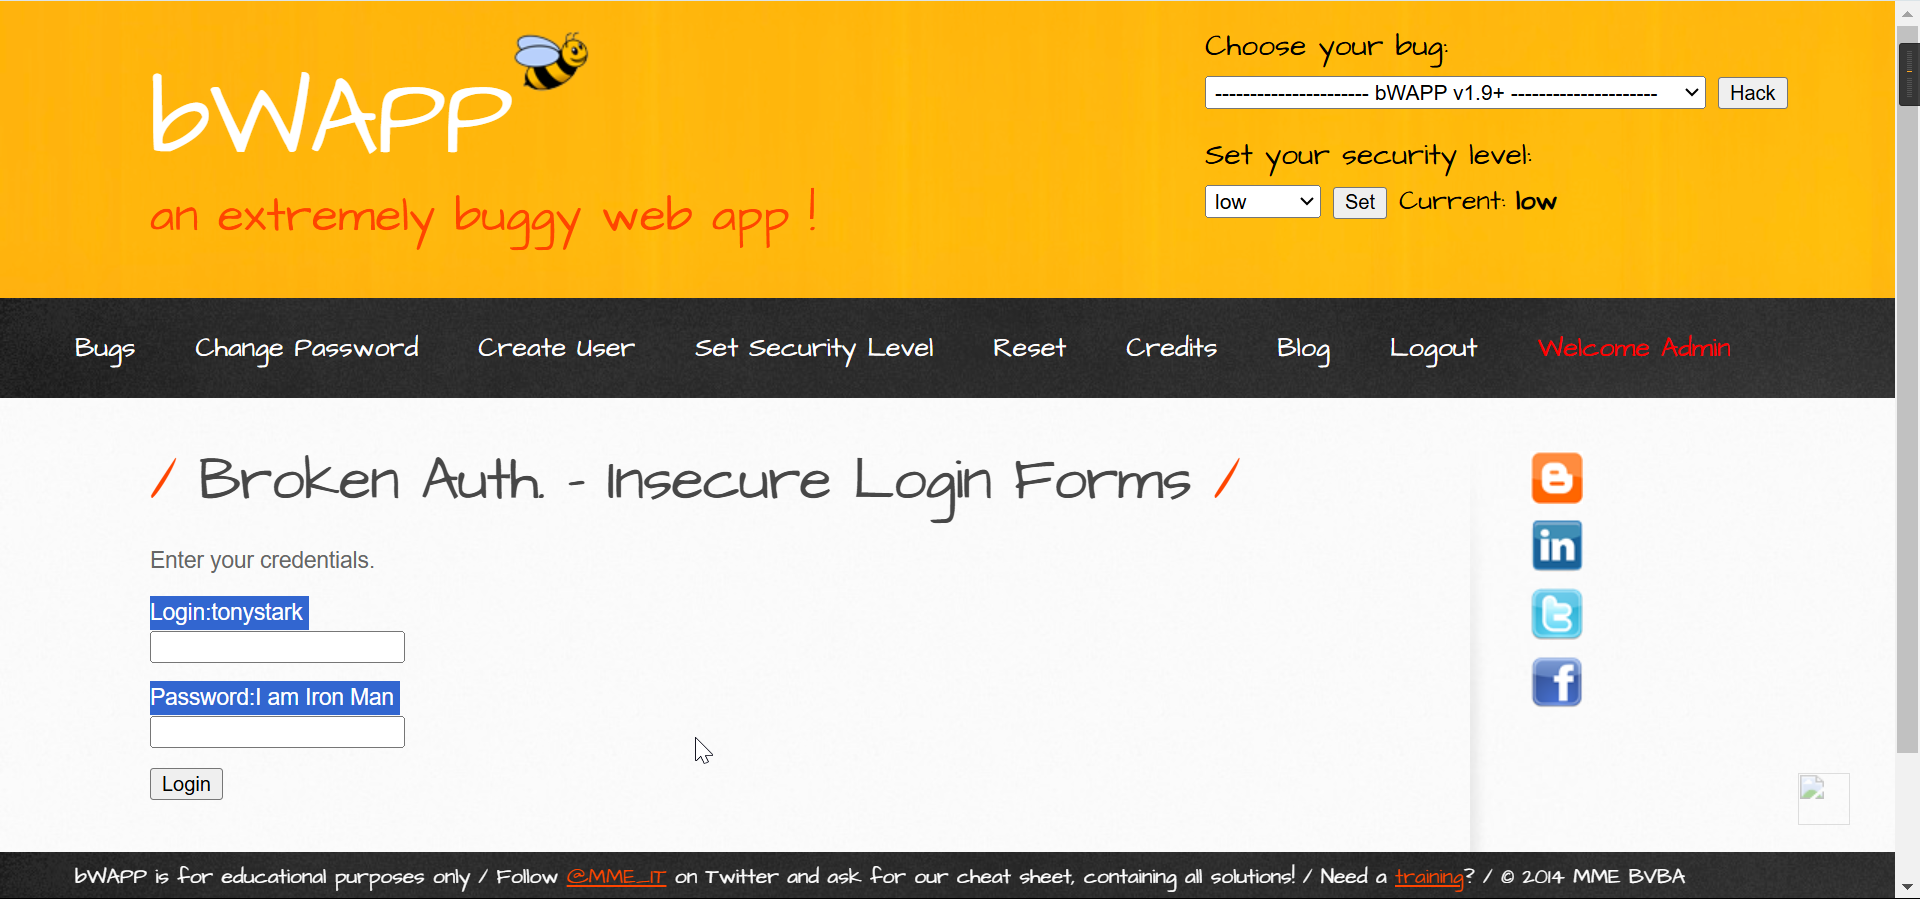 bWAPP
an extremely buggy web app !
Choose your bug:
---------------------- bWAPP v1.9+ --------------------- Hack
Set your security level:
low Set Current: low
Bugs Change Password Create User Set Security Level Reset Credits Blog Logout Welcome Admin
/ Broken Auth. - Insecure Login Forms /
Enter your credentials.
Login:tonystark
Password:I am Iron Man
Login
in
t
f
bWAPP is for educational purposes only / Follow @MME_IT on Twitter and ask for our cheat sheet, containing all solutions! / Need a training? / © 2014 MME BVBA